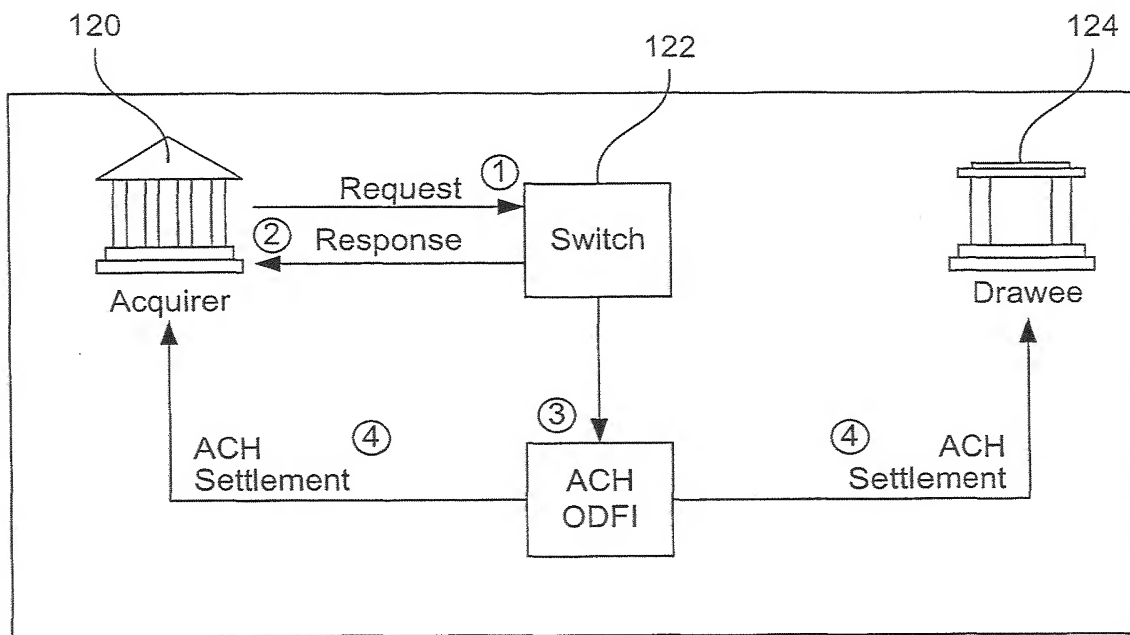 120
122
124
Request ①
② Response
Switch
Acquirer
Drawee
③
ACH
Settlement
④
ACH
ODFI
④
ACH
Settlement